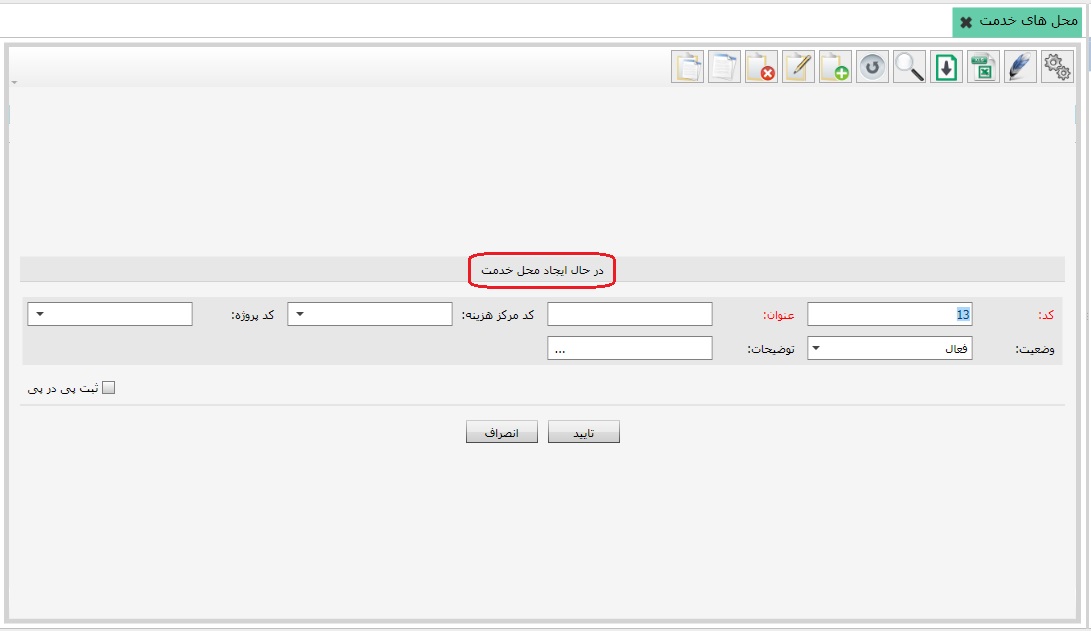 محل های خدمت
در حال ایجاد محل خدمت
کد: 13 عنوان: کد مرکز هزینه: کد پروژه:
وضعیت: فعال توضیحات: ...
ثبت پی در پی
تایید انصراف